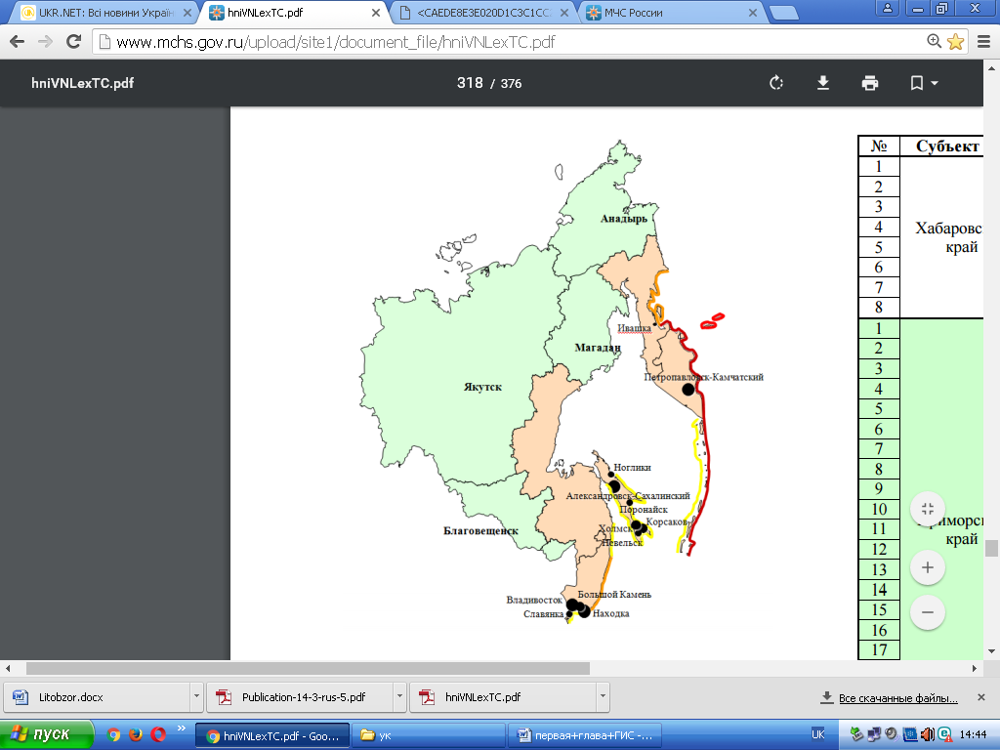 UKR.NET: Всі новини Україн
hniVNLexTC.pdf
<CAEDE8E3E020D1C3C1CC
МЧС России
www.mchs.gov.ru/upload/site1/document_file/hniVNLexTC.pdf
hniVNLexTC.pdf
318 / 376
№ Субъект
1
2
3
4
5
6
7
8
Хабаровс
край
1
2
3
4
5
6
7
8
9
10
11
12
13
14
15
16
17
риморс
край
Анадырь
Ивашка
Магадан
Петропавловск-Камчатский
Якутск
Ноглики
Александровск-Сахалинский
Поронайск
Корсаков
Холмск
Невельск
Благовещенск
Большой Камень
Владивосток
Славянка
Находка
Litobzor.docx
Publication-14-3-rus-5.pdf
hniVNLexTC.pdf
Все скачанные файлы...
пуск
hniVNLexTC.pdf - Goo...
ук
первая+глава+ГИС -...
UK
14:44